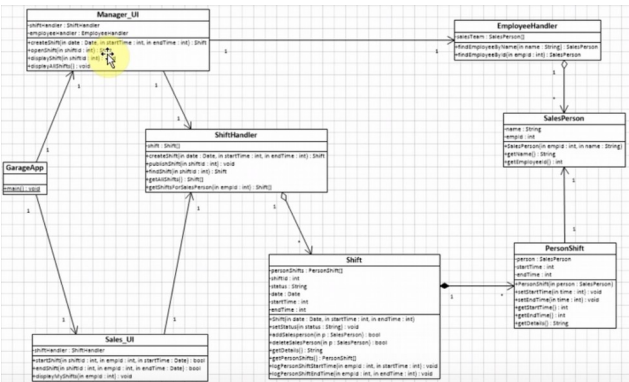 Manager_UI
-shiftHandler : ShiftHandler
-employeeHandler : EmployeeHandler
+createShift(in date : Date, in startTime : int, in endTime : int) : Shift
+openShift(in shiftId : int)
+displayShift(in shiftId : int)
+displayAllShifts() : void
1
1
1
1
EmployeeHandler
-salesTeam : SalesPerson[]
+findEmployeeByName(in name : String) : SalesPerson
+findEmployeeById(in empId : int) : SalesPerson
1
*
SalesPerson
-name : String
-empId : int
+SalesPerson(in empId : int, in name : String)
+getName() : String
+getEmployeeId() : int
ShiftHandler
-shift : Shift[]
+createShift(in date : Date, in startTime : int, in endTime : int) : Shift
+publishShift(in shiftId : int) : void
+findShift(in shiftId : int) : Shift
+getAllShifts() : Shift[]
+getShiftsForSalesPerson(in empId : int) : Shift[]
1
1
1
*
GarageApp
+main() : void
1
1
1
1
Shift
-personShifts : PersonShift[]
-shiftId : int
-status : String
-date : Date
-startTime : int
-endTime : int
+Shift(in date : Date, in startTime : int, in endTime : int)
+setStatus(in status : String) : void
+addSalesperson(in p : SalesPerson) : bool
+deleteSalesPerson(in p : SalesPerson) : bool
+getDetails() : String
+getPersonShifts() : PersonShift[]
+logPersonShiftStartTime(in empId : int, in startTime : int) : void
+logPersonShiftEndTime(in empId : int, in endTime : int) : void
1
*
PersonShift
-person : SalesPerson
-startTime : int
-endTime : int
+PersonShift(in person : SalesPerson)
+setStartTime(in time : int) : void
+setEndTime(in time : int) : void
+getStartTime() : int
+getEndTime() : int
+getDetails() : String
Sales_UI
-shiftHandler : ShiftHandler
+startShift(in shiftId : int, in empId : int, in startTime : Date) : bool
+endShift(in shiftId : int, in empId : int, in startTime : Date) : bool
+displayMyShifts(in empId : int) : void